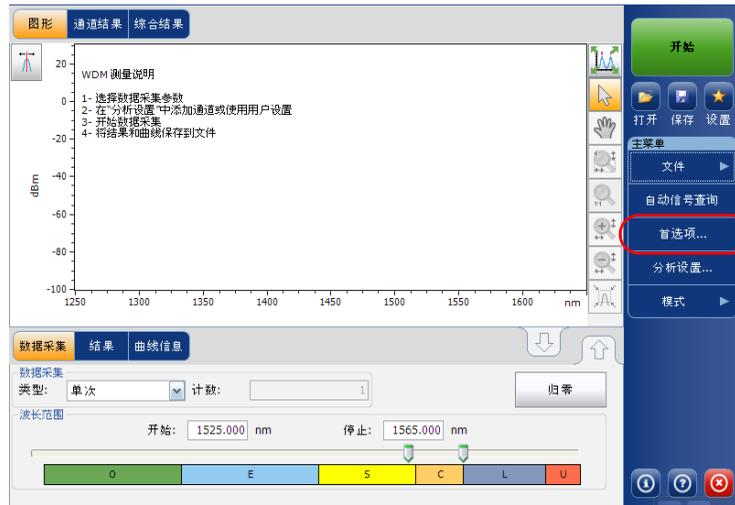 图形 通道结果 综合结果
WDM 测量说明
1- 选择数据采集参数
2- 在"分析设置"中添加通道或使用用户设置
3- 开始数据采集
4- 将结果和曲线保存到文件
dBm
20
0
-20
-40
-60
-80
-100
1250 1300 1350 1400 1450 1500 1550 1600 nm
1:1
开始
打开 保存 设置
主菜单
文件
自动信号查询
首选项...
分析设置...
模式
数据采集 结果 曲线信息
数据采集
类型: 单次 计数: 1 归零
波长范围
开始: 1525.000 nm 停止: 1565.000 nm
O E S C L U